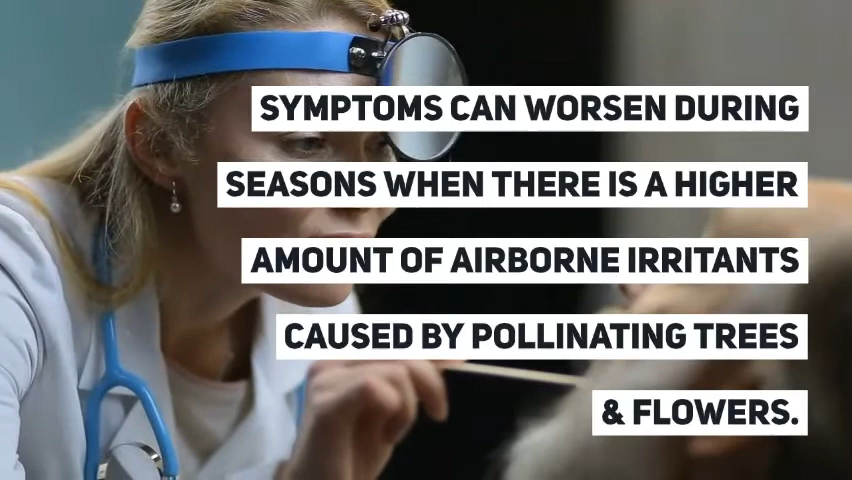 SYMPTOMS CAN WORSEN DURING
SEASONS WHEN THERE IS A HIGHER
AMOUNT OF AIRBORNE IRRITANTS
CAUSED BY POLLINATING TREES
& FLOWERS.